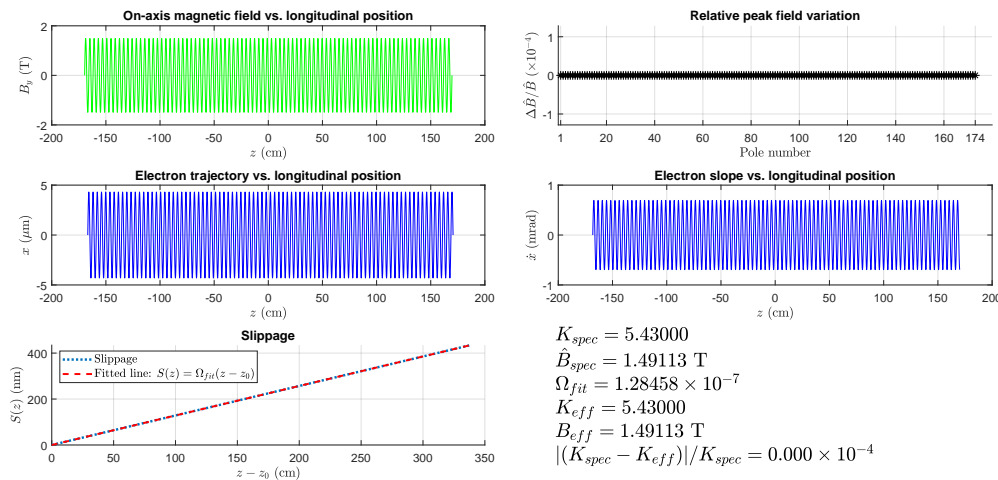 On-axis magnetic field vs. longitudinal position
2
0
-2
B_y (T)
-200 -150 -100 -50 0 50 100 150 200
z (cm)
Relative peak field variation
1
0
-1
ΔB̂/B̂ (×10⁻⁴)
1 20 40 60 80 100 120 140 160 174
Pole number
Electron trajectory vs. longitudinal position
5
0
-5
x (μm)
-200 -150 -100 -50 0 50 100 150 200
z (cm)
Electron slope vs. longitudinal position
1
0
-1
ẋ (mrad)
-200 -150 -100 -50 0 50 100 150 200
z (cm)
Slippage
400
200
0
S(z) (nm)
Slippage
Fitted line: S(z) = Ω_fit(z − z₀)
0 50 100 150 200 250 300 350
z − z₀ (cm)
K_spec = 5.43000
B̂_spec = 1.49113 T
Ω_fit = 1.28458 × 10⁻⁷
K_eff = 5.43000
B_eff = 1.49113 T
|(K_spec − K_eff)|/K_spec = 0.000 × 10⁻⁴